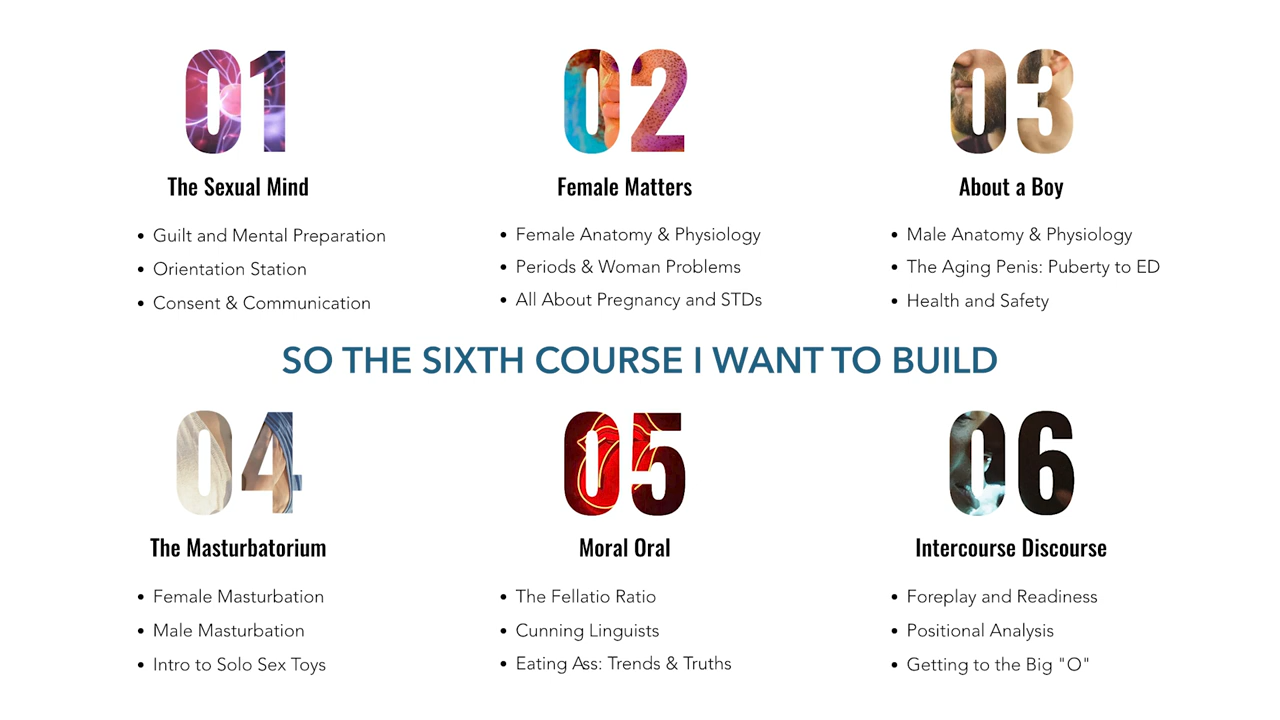 01
The Sexual Mind
• Guilt and Mental Preparation
• Orientation Station
• Consent & Communication
02
Female Matters
• Female Anatomy & Physiology
• Periods & Woman Problems
• All About Pregnancy and STDs
03
About a Boy
• Male Anatomy & Physiology
• The Aging Penis: Puberty to ED
• Health and Safety
SO THE SIXTH COURSE I WANT TO BUILD
04
The Masturbatorium
• Female Masturbation
• Male Masturbation
• Intro to Solo Sex Toys
05
Moral Oral
• The Fellatio Ratio
• Cunning Linguists
• Eating Ass: Trends & Truths
06
Intercourse Discourse
• Foreplay and Readiness
• Positional Analysis
• Getting to the Big "O"